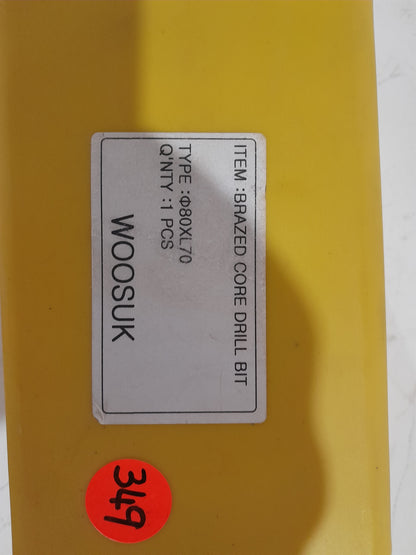 ITEM :BRAZED CORE DRILL BIT
TYPE :Φ80XL70
Q'NTY :1 PCS
WOOSUK
349